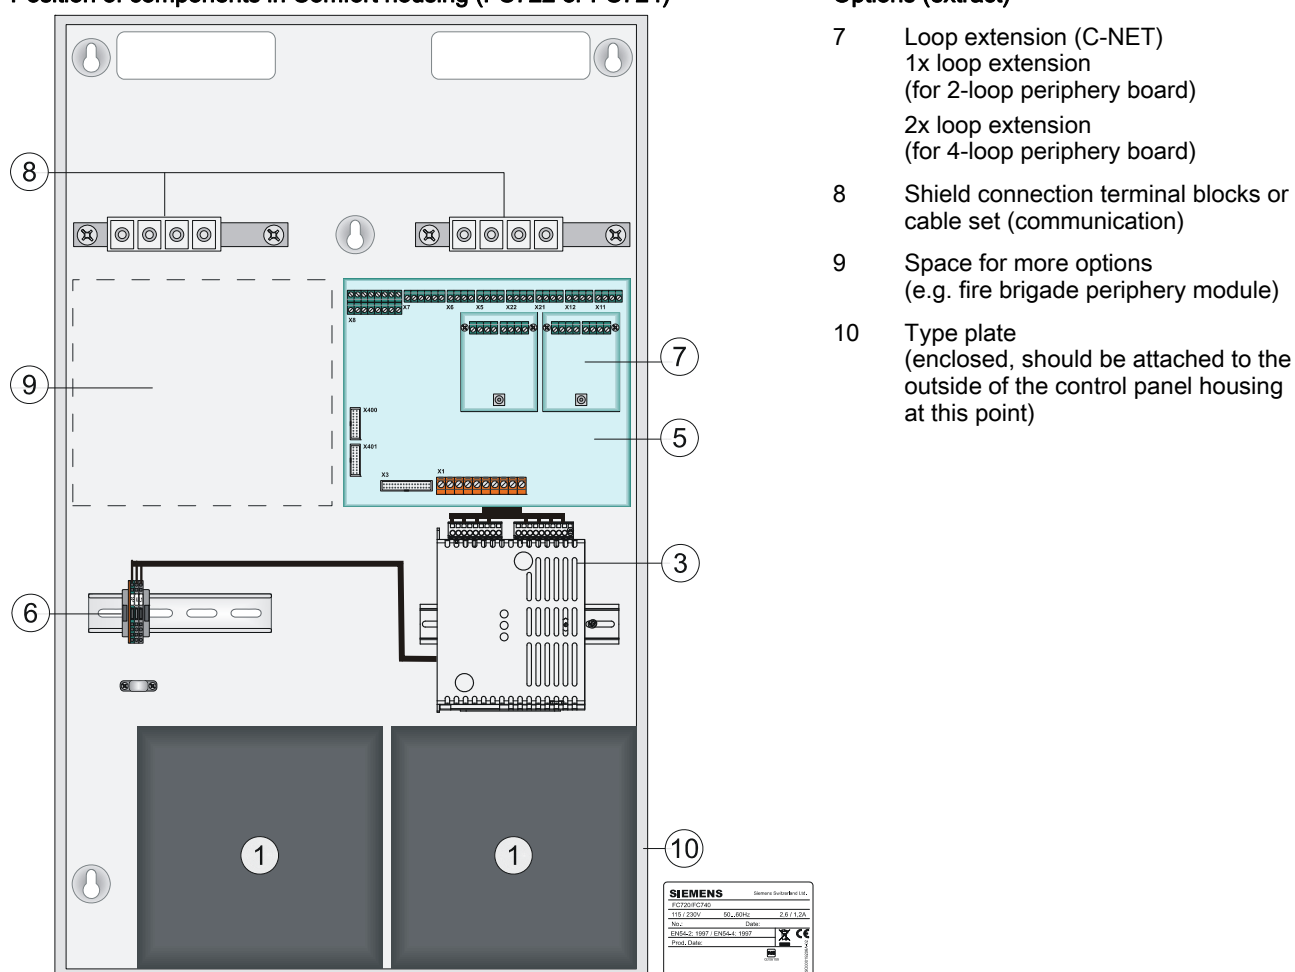 Position of components in Comfort housing (FC722 or FC724)
Options (extract)
7 Loop extension (C-NET)
1x loop extension
(for 2-loop periphery board)
2x loop extension
(for 4-loop periphery board)
8 Shield connection terminal blocks or
cable set (communication)
9 Space for more options
(e.g. fire brigade periphery module)
10 Type plate
(enclosed, should be attached to the
outside of the control panel housing
at this point)
8
X8 X7 X6 X5 X22 X21 X12 X11
7
9
X400
5
X401
X3 X1
3
6
1 1
10
SIEMENS Siemens Switzerland Ltd.
FC720/FC740
115 / 230V 50...60Hz 2,6 / 1,2A
No.: Date:
EN54-2: 1997 / EN54-4: 1997
Prod. Date:
CE